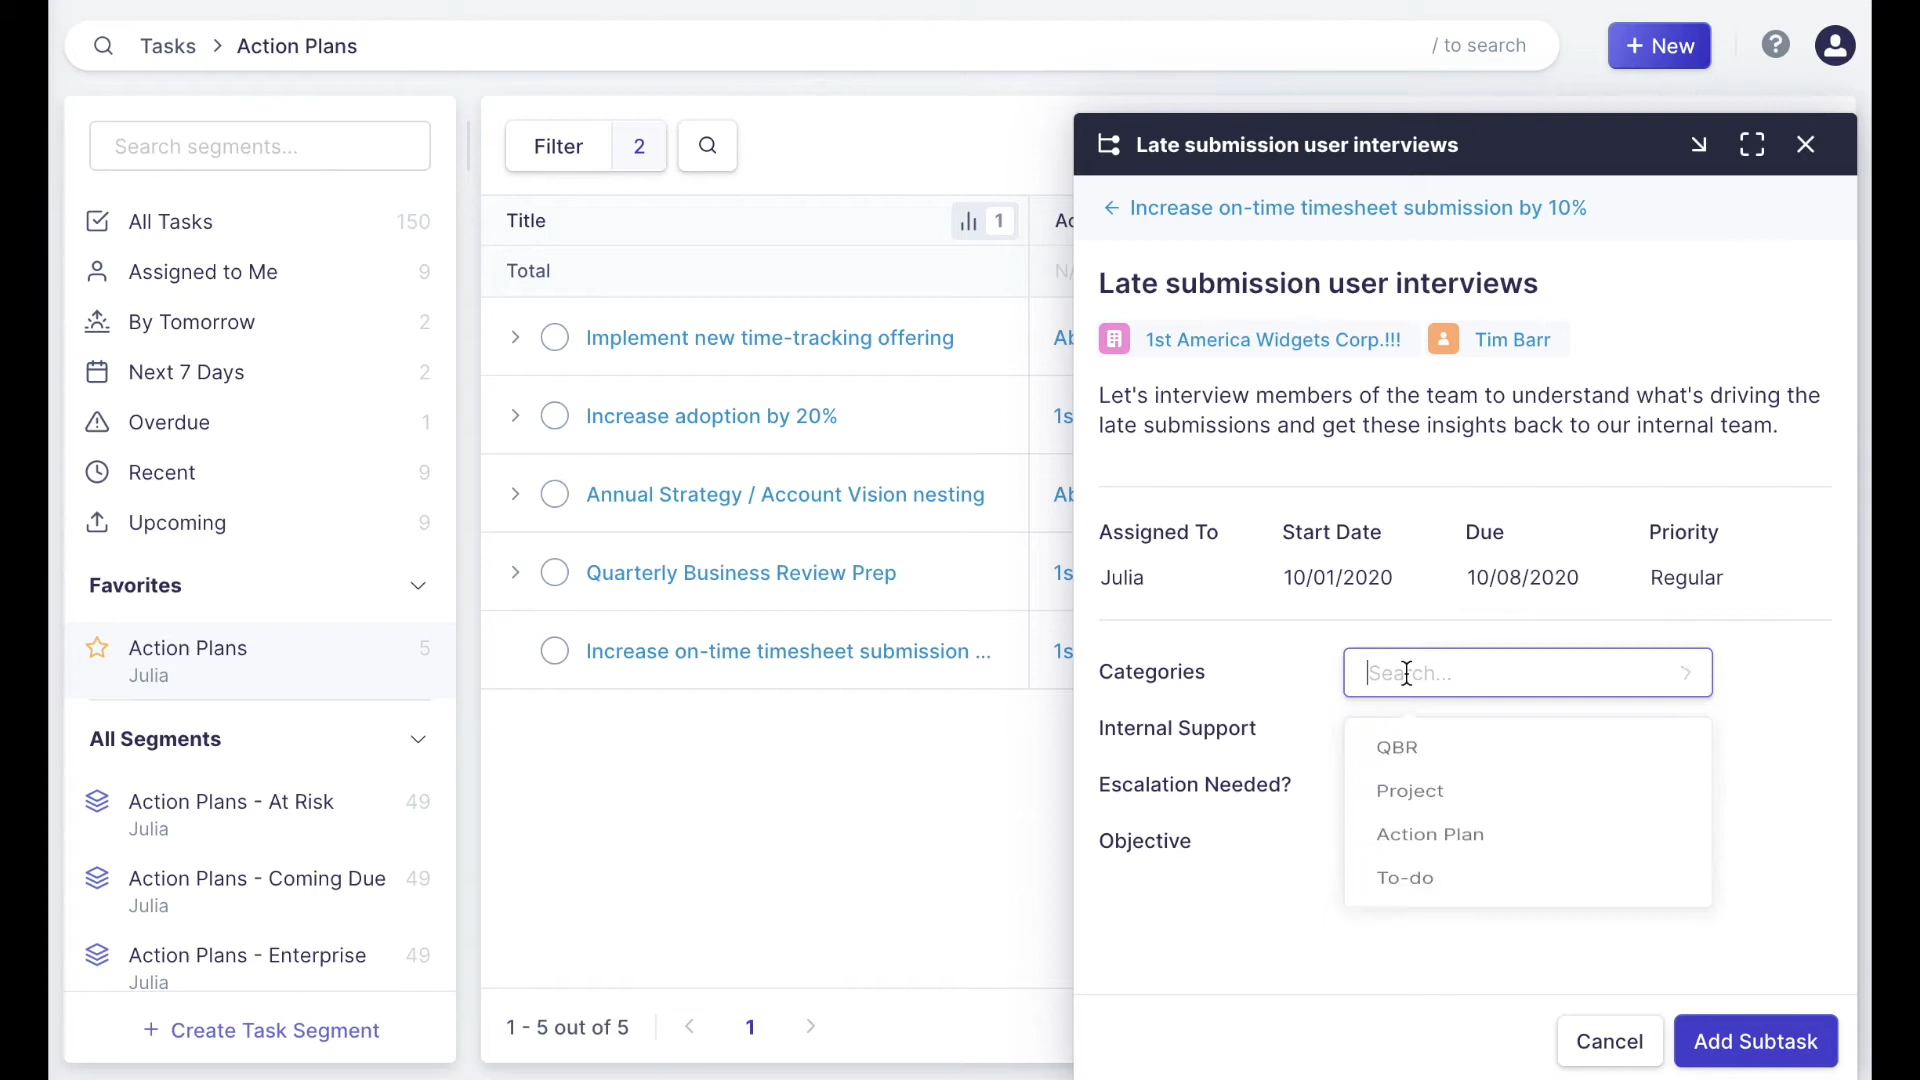 Tasks > Action Plans
/ to search
+ New
Search segments...
All Tasks 150
Assigned to Me 9
By Tomorrow 2
Next 7 Days 2
Overdue 1
Recent 9
Upcoming 9
Favorites
Action Plans 5
Julia
All Segments
Action Plans - At Risk 49
Julia
Action Plans - Coming Due 49
Julia
Action Plans - Enterprise 49
Julia
+ Create Task Segment
Filter 2
Title 1
Total
Implement new time-tracking offering
Increase adoption by 20%
Annual Strategy / Account Vision nesting
Quarterly Business Review Prep
Increase on-time timesheet submission ...
1 - 5 out of 5
1
Late submission user interviews
← Increase on-time timesheet submission by 10%
Late submission user interviews
1st America Widgets Corp.!!! Tim Barr
Let's interview members of the team to understand what's driving the
late submissions and get these insights back to our internal team.
Assigned To Start Date Due Priority
Julia 10/01/2020 10/08/2020 Regular
Categories Search...
Internal Support
Escalation Needed?
Objective
QBR
Project
Action Plan
To-do
Cancel Add Subtask